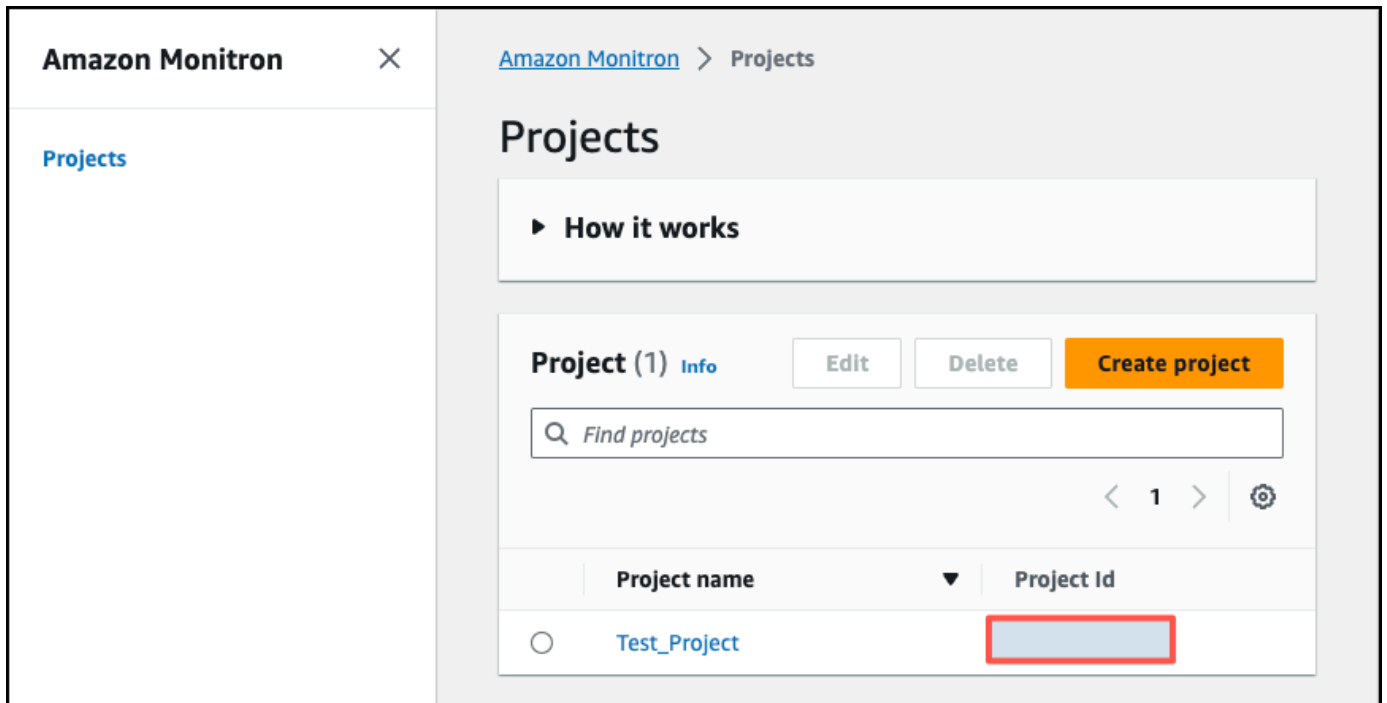 Amazon Monitron
Projects
Amazon Monitron > Projects
Projects
How it works
Project (1) Info Edit Delete Create project
Find projects
1
Project name Project Id
Test_Project